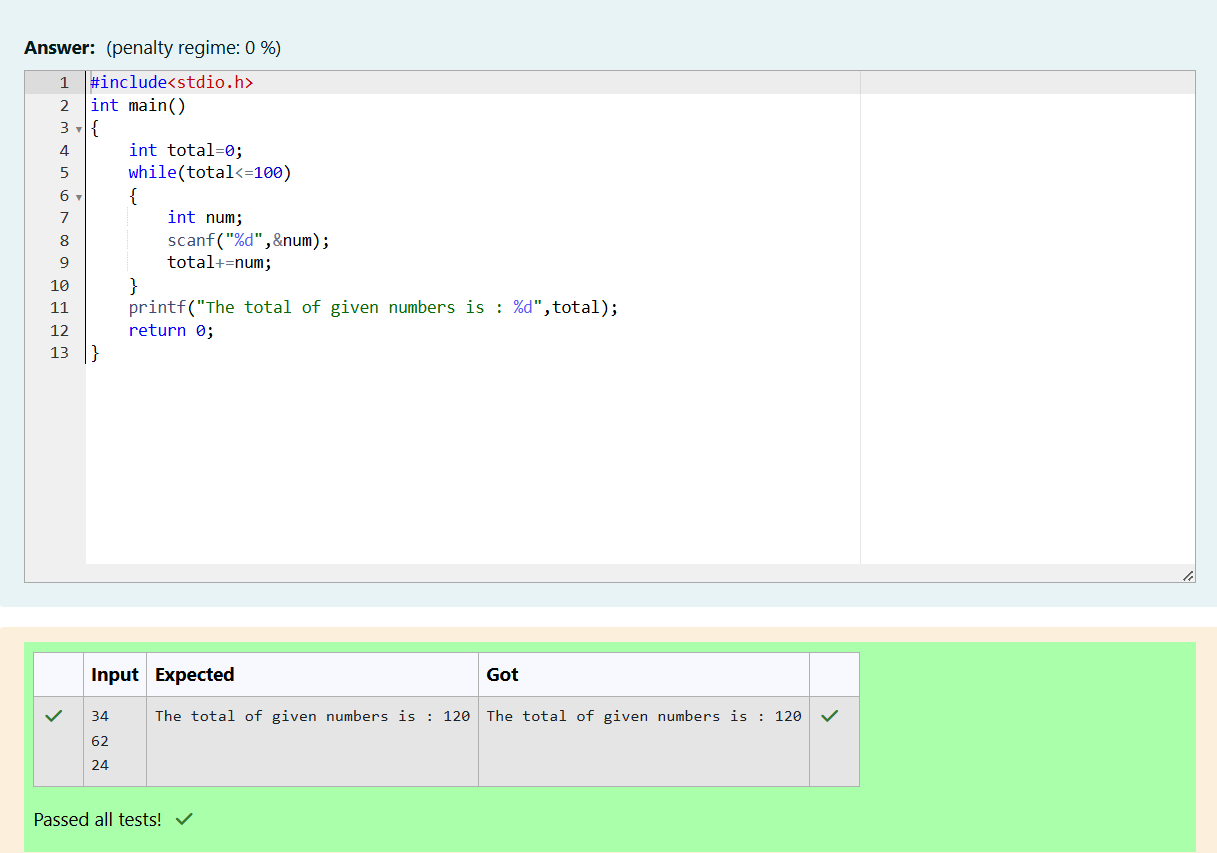 Answer: (penalty regime: 0 %)
1 #include<stdio.h>
2 int main()
3 {
4     int total=0;
5     while(total<=100)
6     {
7         int num;
8         scanf("%d",&num);
9         total+=num;
10     }
11     printf("The total of given numbers is : %d",total);
12     return 0;
13 }
Input Expected Got
34 The total of given numbers is : 120 The total of given numbers is : 120
62
24
Passed all tests!